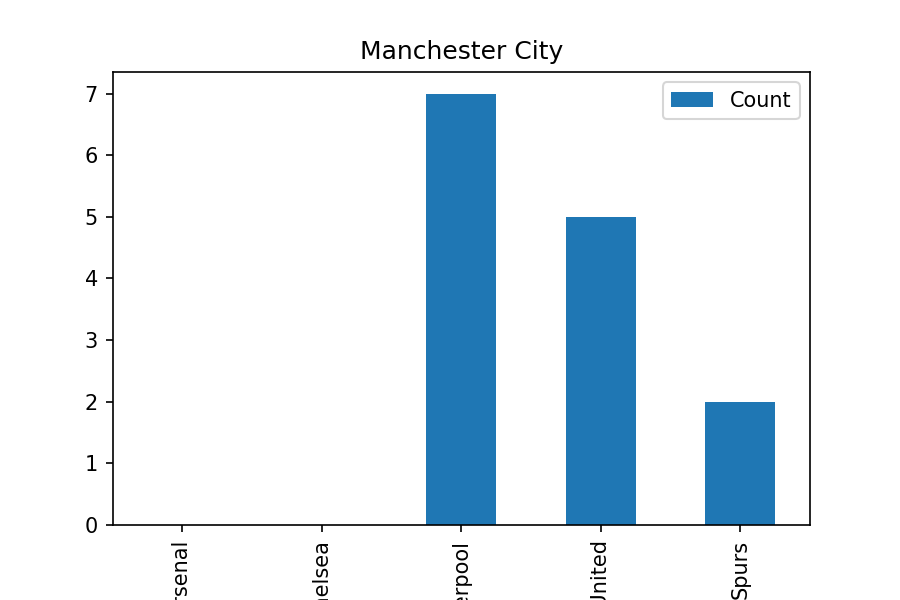 Manchester City
Count
7
6
5
4
3
2
1
0
rsenal
elsea
erpool
United
Spurs